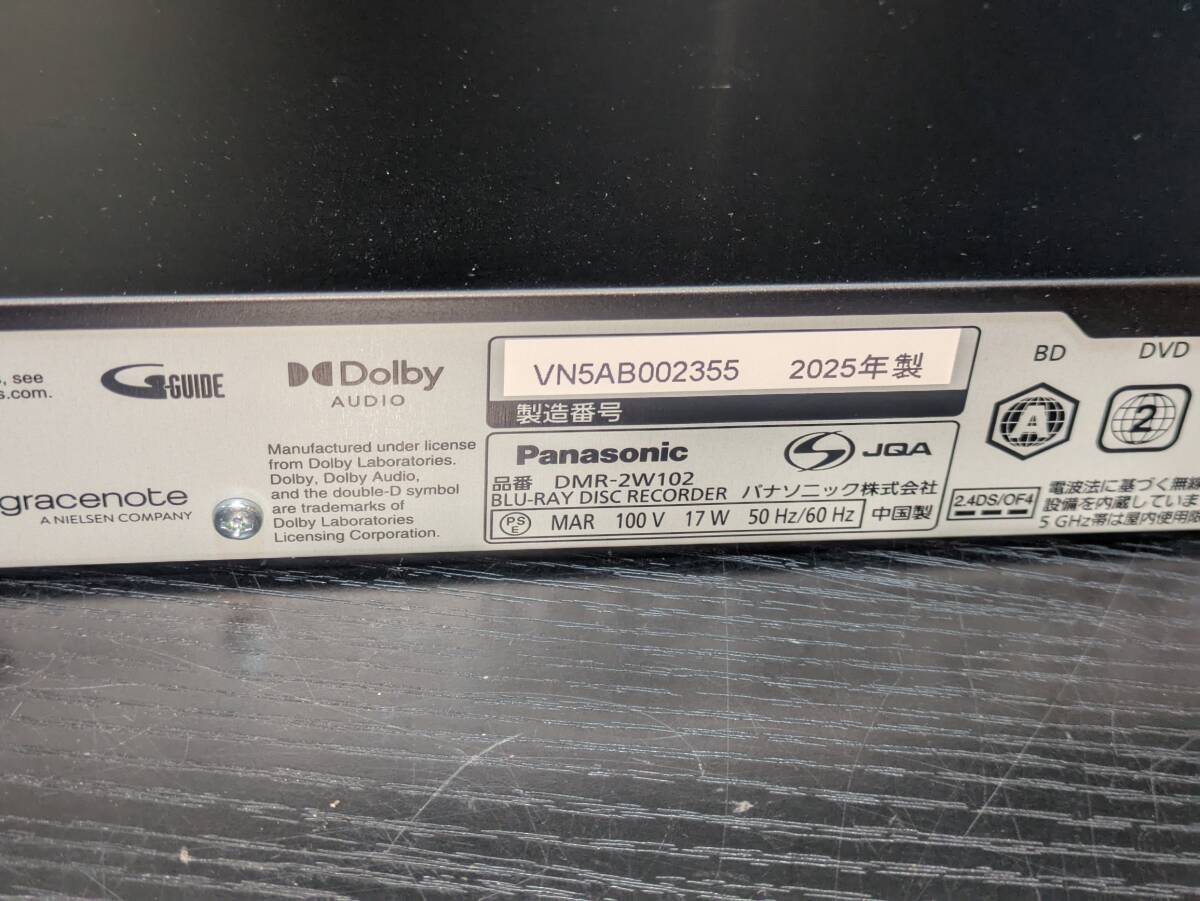 , see
s.com.
G-GUIDE
Dolby
AUDIO
gracenote
A NIELSEN COMPANY
Manufactured under license
from Dolby Laboratories.
Dolby, Dolby Audio,
and the double-D symbol
are trademarks of
Dolby Laboratories
Licensing Corporation.
VN5AB002355 2025年製
製造番号
Panasonic JQA
品番 DMR-2W102
BLU-RAY DISC RECORDER パナソニック株式会社
PSE MAR 100 V 17 W 50 Hz/60 Hz 中国製
BD DVD
A 2
2.4DS/OF4
電波法に基づく無線
設備を内蔵していま
5 GHz帯は屋内使用限